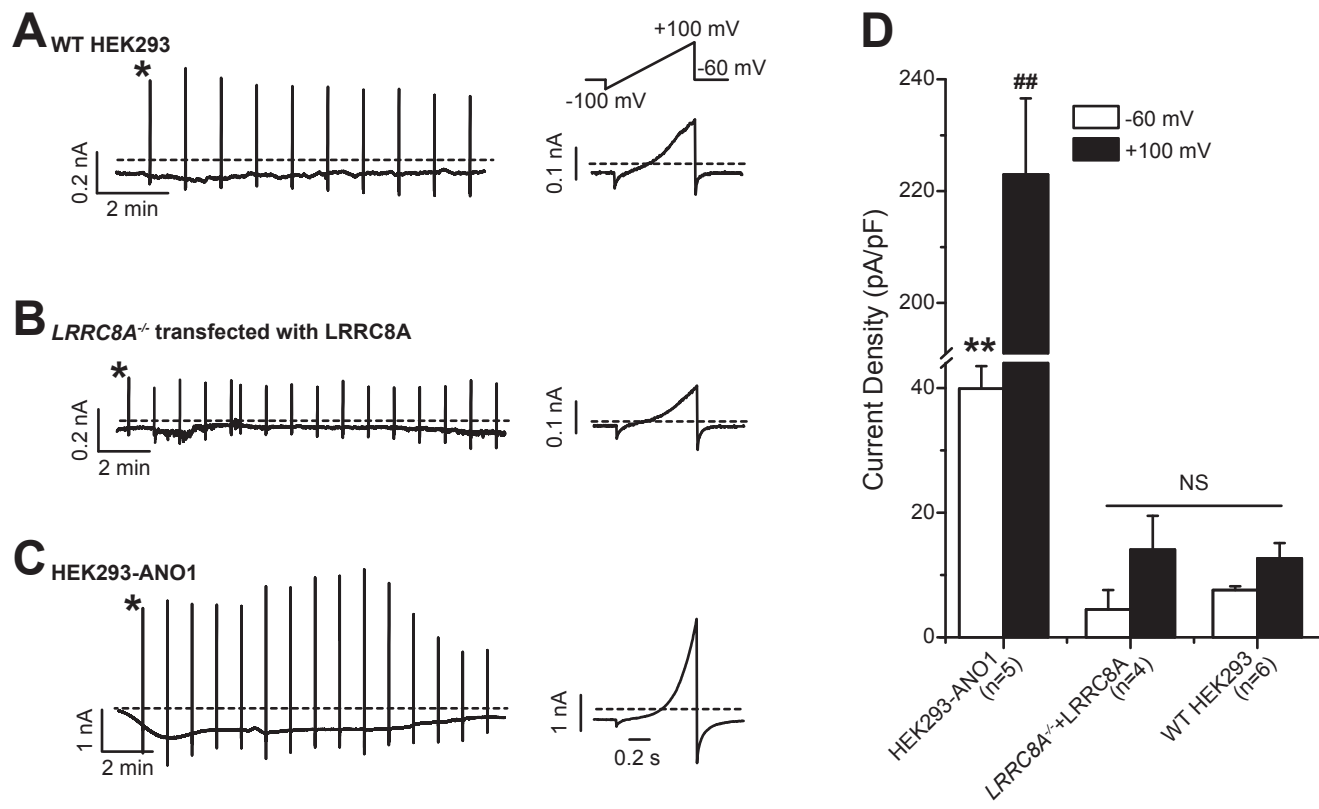 A WT HEK293
*
0.2 nA
2 min
+100 mV
-60 mV
-100 mV
0.1 nA
B LRRC8A-/- transfected with LRRC8A
*
0.2 nA
2 min
0.1 nA
C HEK293-ANO1
*
1 nA
2 min
1 nA
0.2 s
D
Current Density (pA/pF)
240
220
200
40
20
0
##
**
-60 mV
+100 mV
NS
HEK293-ANO1
(n=5)
LRRC8A-/-+LRRC8A
(n=4)
WT HEK293
(n=6)